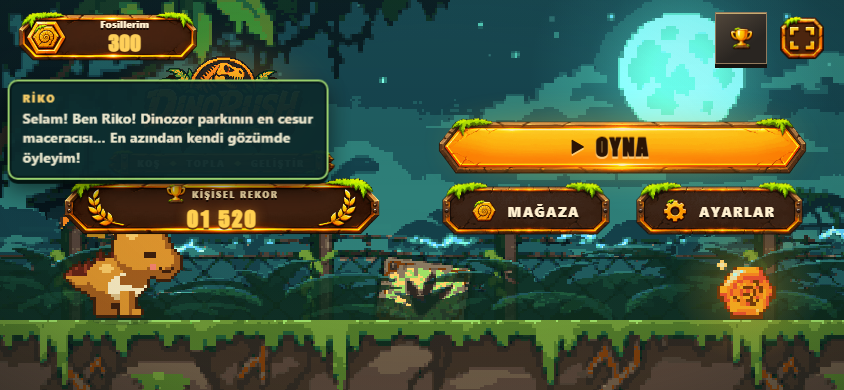 Fosillerim
300
RİKO
Selam! Ben Riko! Dinozor parkının en cesur
maceracısı... En azından kendi gözümde
öyleyim!
KİŞİSEL REKOR
01 520
OYNA
MAĞAZA
AYARLAR